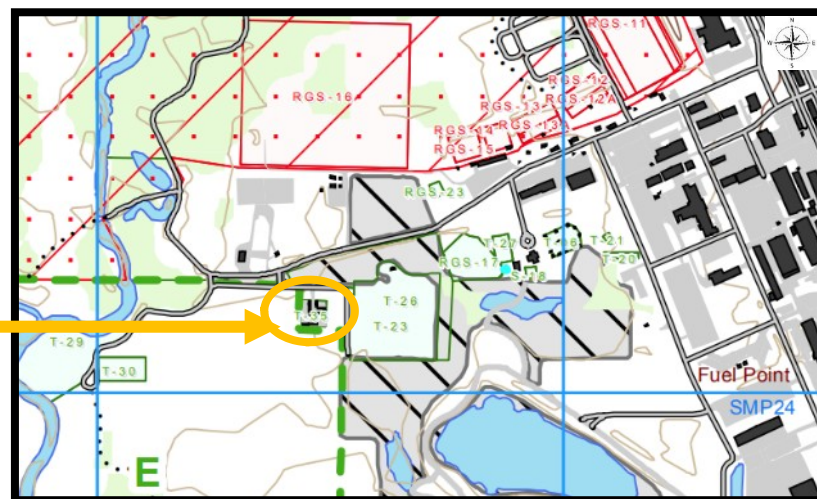 N
W E
S
RGS-11
RGS-16
RGS-12
RGS-12A
RGS-13
RGS-13A
RGS-14
RGS-15
RGS-23
T-27
T-21
T-20
RGS-17
T-26
T-23
T-35
T-29
T-30
Fuel Point
SMP24
E